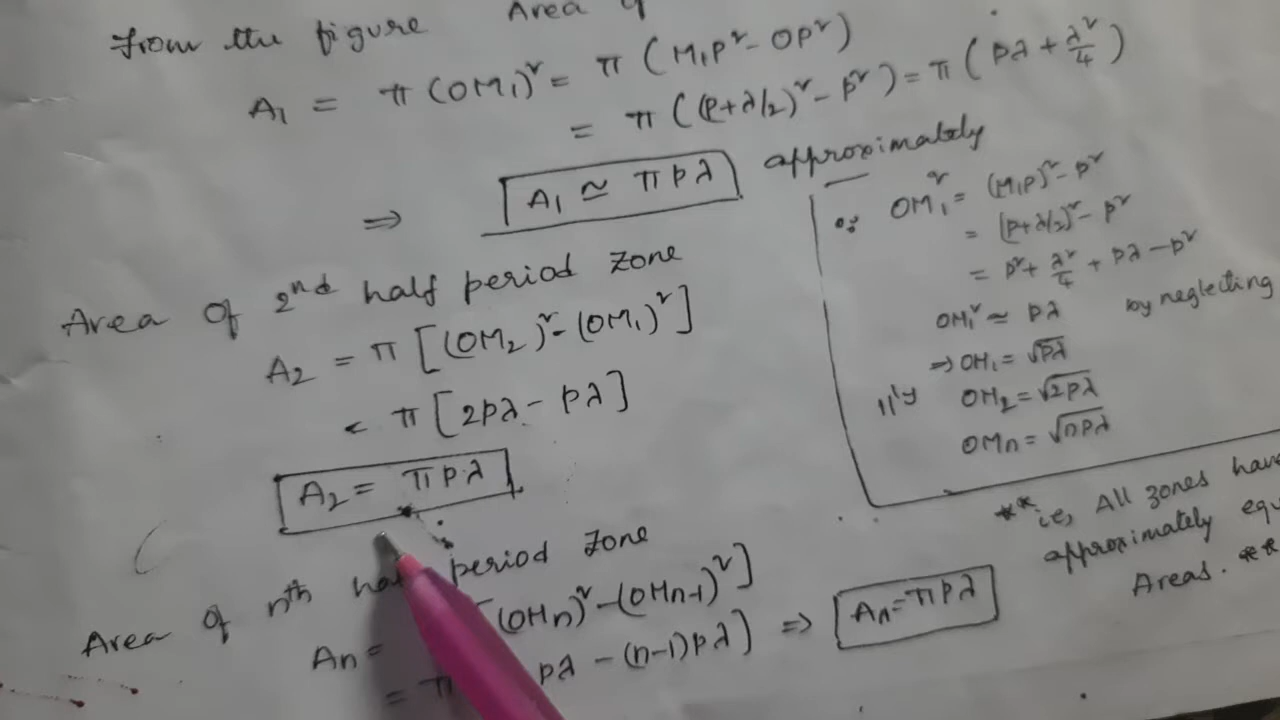 from the figure Area of
A₁ = π (OM₁)² = π (M₁P² - OP²)
= π ((p+λ/2)² - p²) = π (pλ + λ²/4)
⇒ A₁ ≃ πpλ approximately
Area of 2nd half period zone
A₂ = π [(OM₂)² - (OM₁)²]
= π [2pλ - pλ]
A₂ = πp.λ
Area of nth half period zone
An = [(OMn)² - (OMn-1)²]
= π pλ - (n-1)pλ] ⇒ An = πpλ
∵ OM₁² = (M₁P)² - p²
= (p+λ/2)² - p²
= p² + λ²/4 + pλ - p²
OM₁² ≃ pλ by neglecting
⇒ OM₁ = √pλ
|||ly OM₂ = √2pλ
OMn = √npλ
** ie, All zones have
approximately equ
Areas. **